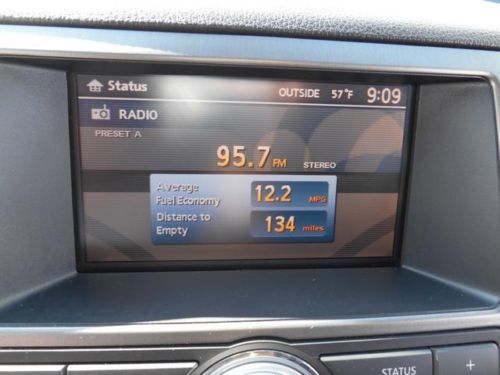 Status OUTSIDE 57°F 9:09
RADIO
PRESET A
95.7 FM STEREO
Average
Fuel Economy 12.2 MPG
Distance to
Empty 134 miles
STATUS +